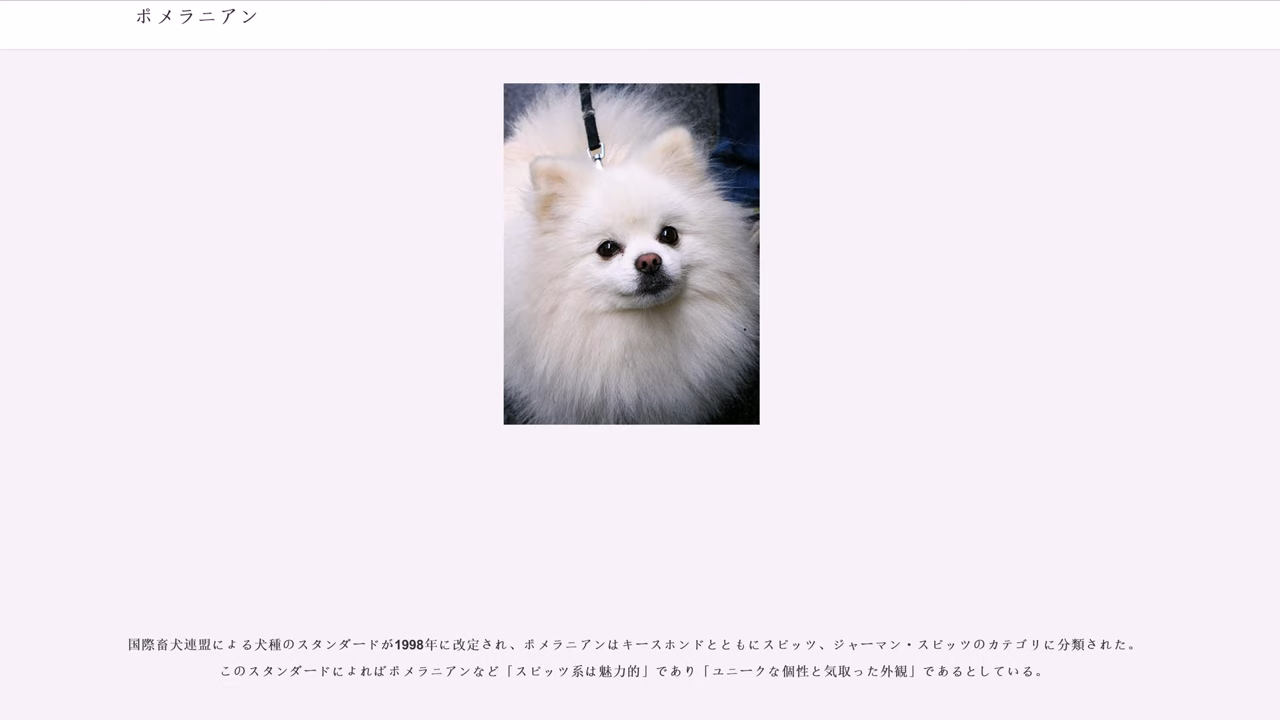 ポメラニアン
国際畜犬連盟による犬種のスタンダードが1998年に改定され、ポメラニアンはキースホンドとともにスピッツ、ジャーマン・スピッツのカテゴリに分類された。
このスタンダードによればポメラニアンなど「スピッツ系は魅力的」であり「ユニークな個性と気取った外観」であるとしている。